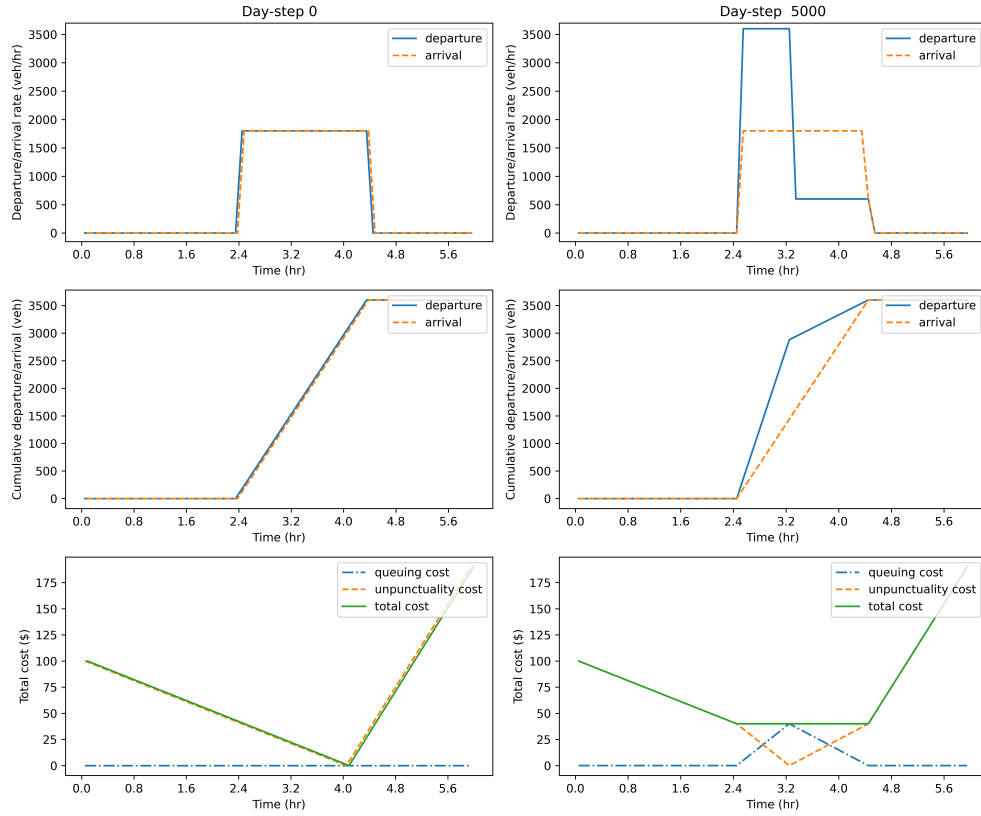 Day-step 0
Departure/arrival rate (veh/hr)
3500
3000
2500
2000
1500
1000
500
0
departure
arrival
0.0 0.8 1.6 2.4 3.2 4.0 4.8 5.6
Time (hr)
Day-step 5000
Departure/arrival rate (veh/hr)
3500
3000
2500
2000
1500
1000
500
0
departure
arrival
0.0 0.8 1.6 2.4 3.2 4.0 4.8 5.6
Time (hr)
Cumulative departure/arrival (veh)
3500
3000
2500
2000
1500
1000
500
0
departure
arrival
0.0 0.8 1.6 2.4 3.2 4.0 4.8 5.6
Time (hr)
Cumulative departure/arrival (veh)
3500
3000
2500
2000
1500
1000
500
0
departure
arrival
0.0 0.8 1.6 2.4 3.2 4.0 4.8 5.6
Time (hr)
Total cost ($)
175
150
125
100
75
50
25
0
queuing cost
unpunctuality cost
total cost
0.0 0.8 1.6 2.4 3.2 4.0 4.8 5.6
Time (hr)
Total cost ($)
175
150
125
100
75
50
25
0
queuing cost
unpunctuality cost
total cost
0.0 0.8 1.6 2.4 3.2 4.0 4.8 5.6
Time (hr)